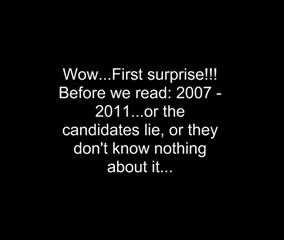 Wow...First surprise!!!
Before we read: 2007 -
2011...or the
candidates lie, or they
don't know nothing
about it...